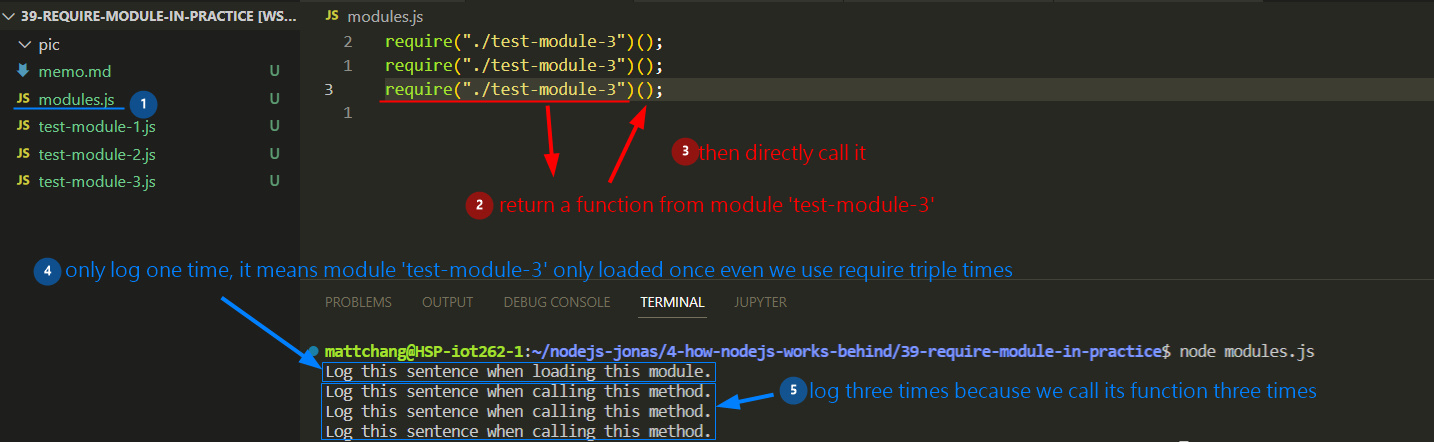 39-REQUIRE-MODULE-IN-PRACTICE [WS...
pic
memo.md U
JS modules.js U
1
JS test-module-1.js U
JS test-module-2.js U
JS test-module-3.js U
JS modules.js
2 require("./test-module-3")();
1 require("./test-module-3")();
3 require("./test-module-3")();
1
3 then directly call it
2 return a function from module 'test-module-3'
4 only log one time, it means module 'test-module-3' only loaded once even we use require triple times
PROBLEMS OUTPUT DEBUG CONSOLE TERMINAL JUPYTER
mattchang@HSP-iot262-1:~/nodejs-jonas/4-how-nodejs-works-behind/39-require-module-in-practice$ node modules.js
Log this sentence when loading this module.
Log this sentence when calling this method.
Log this sentence when calling this method.
Log this sentence when calling this method.
5 log three times because we call its function three times